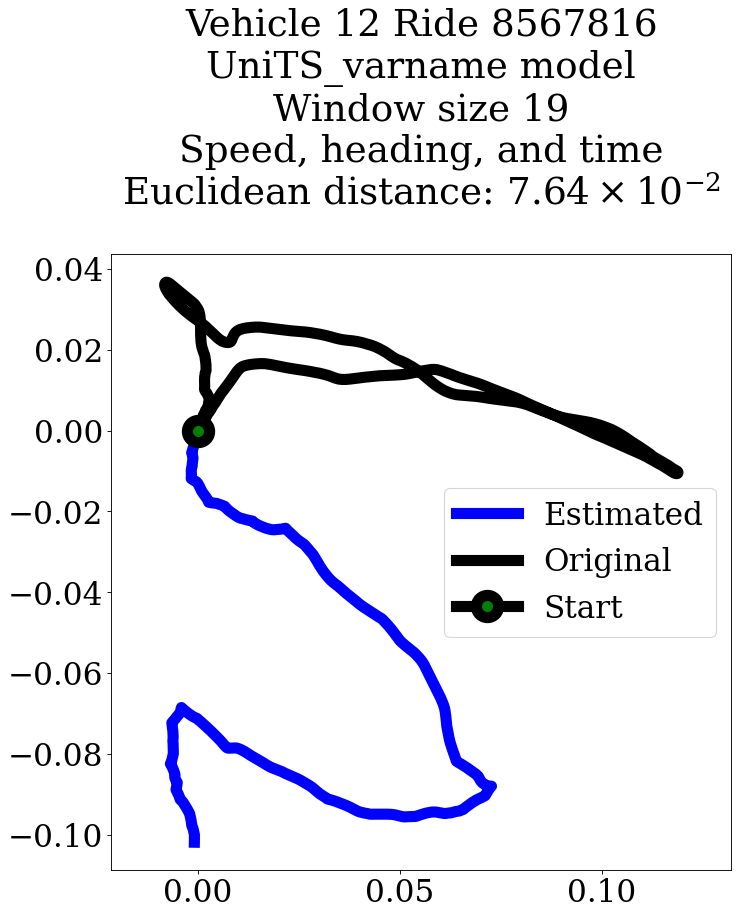 Vehicle 12 Ride 8567816
UniTS_varname model
Window size 19
Speed, heading, and time
Euclidean distance: 7.64 × 10⁻²
0.04
0.02
0.00
−0.02
−0.04
−0.06
−0.08
−0.10
Estimated
Original
Start
0.00
0.05
0.10